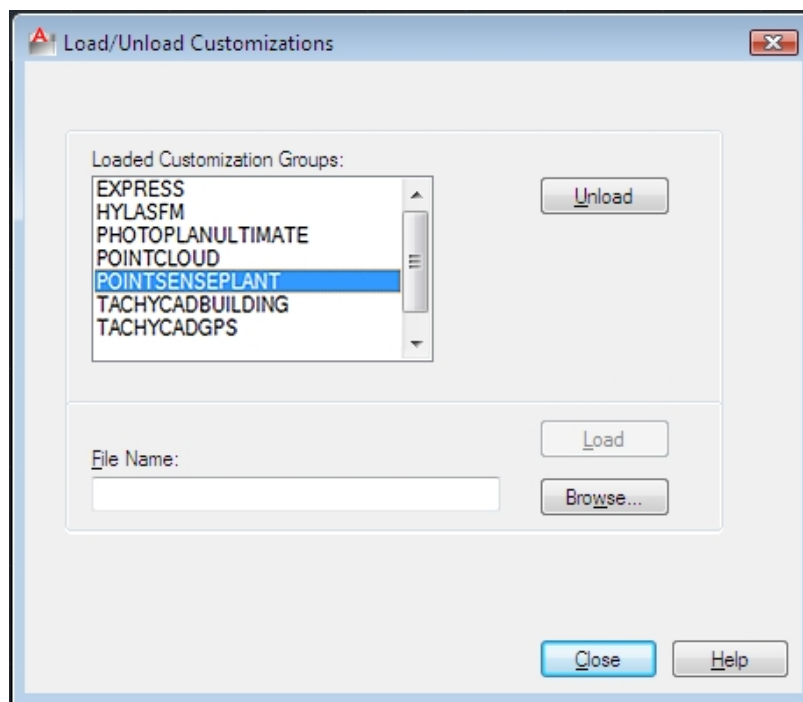 Load/Unload Customizations
Loaded Customization Groups:
EXPRESS
HYLASFM
PHOTOPLANULTIMATE
POINTCLOUD
POINTSENSEPLANT
TACHYCADBUILDING
TACHYCADGPS
Unload
Load
File Name:
Browse...
Close
Help